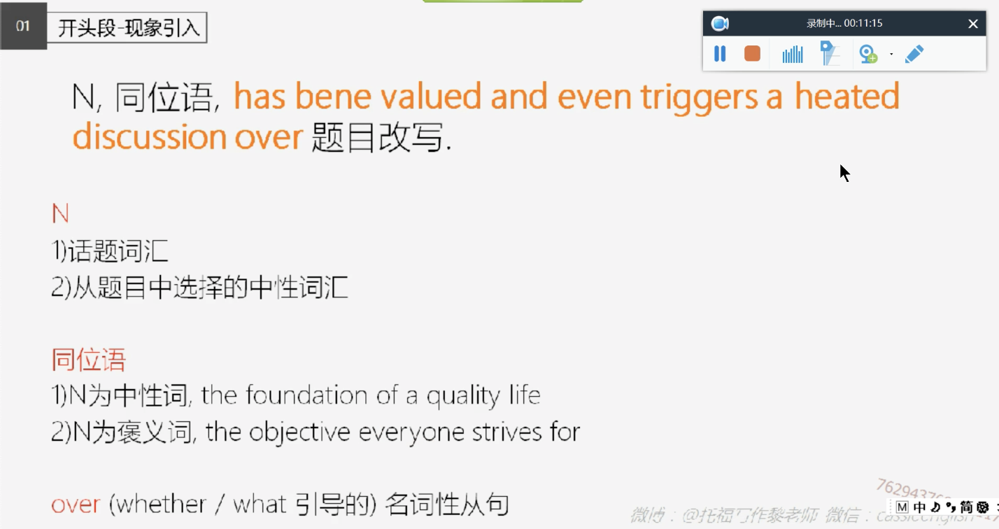 01 开头段-现象引入
录制中... 00:11:15
N, 同位语, has bene valued and even triggers a heated
discussion over 题目改写.
N
1)话题词汇
2)从题目中选择的中性词汇
同位语
1)N为中性词, the foundation of a quality life
2)N为褒义词, the objective everyone strives for
over (whether / what 引导的) 名词性从句
微博：@托福写作黎老师 微信：
M 中 简